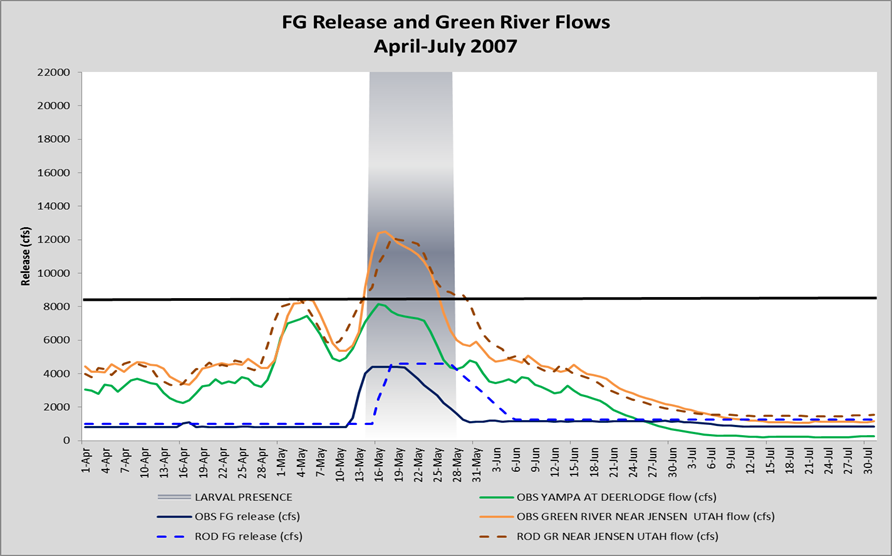 FG Release and Green River Flows
April-July 2007
22000
20000
18000
16000
14000
12000
10000
8000
6000
4000
2000
0
Release (cfs)
1-Apr 4-Apr 7-Apr 10-Apr 13-Apr 16-Apr 19-Apr 22-Apr 25-Apr 28-Apr 1-May 4-May 7-May 10-May 13-May 16-May 19-May 22-May 25-May 28-May 31-May 3-Jun 6-Jun 9-Jun 12-Jun 15-Jun 18-Jun 21-Jun 24-Jun 27-Jun 30-Jun 3-Jul 6-Jul 9-Jul 12-Jul 15-Jul 18-Jul 21-Jul 24-Jul 27-Jul 30-Jul
LARVAL PRESENCE OBS YAMPA AT DEERLODGE flow (cfs)
OBS FG release (cfs) OBS GREEN RIVER NEAR JENSEN UTAH flow (cfs)
ROD FG release (cfs) ROD GR NEAR JENSEN UTAH flow (cfs)